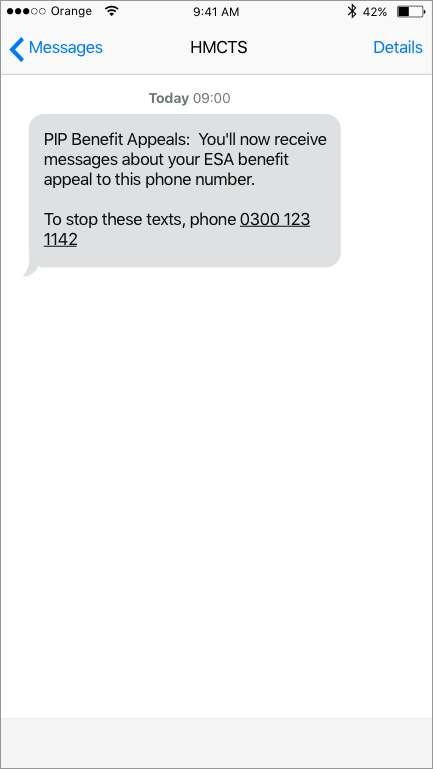 Orange 9:41 AM 42%
Messages HMCTS Details
Today 09:00
PIP Benefit Appeals:  You'll now receive
messages about your ESA benefit
appeal to this phone number.
To stop these texts, phone 0300 123
1142